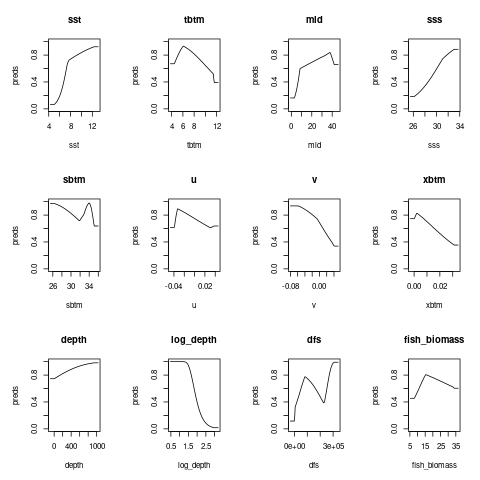 sst
tbtm
mld
sss
preds
0.0 0.4 0.8
4 6 8 12
sst
preds
0.0 0.4 0.8
4 6 8 12
tbtm
preds
0.0 0.4 0.8
0 20 40
mld
preds
0.0 0.4 0.8
26 30 34
sss
sbtm
u
v
xbtm
preds
0.0 0.4 0.8
26 30 34
sbtm
preds
0.0 0.4 0.8
-0.04 0.02
u
preds
0.0 0.4 0.8
-0.08 0.00
v
preds
0.0 0.4 0.8
0.00 0.02
xbtm
depth
log_depth
dfs
fish_biomass
preds
0.0 0.4 0.8
0 400 1000
depth
preds
0.0 0.4 0.8
0.5 1.5 2.5
log_depth
preds
0.0 0.4 0.8
0e+00 3e+05
dfs
preds
0.0 0.4 0.8
5 15 25 35
fish_biomass